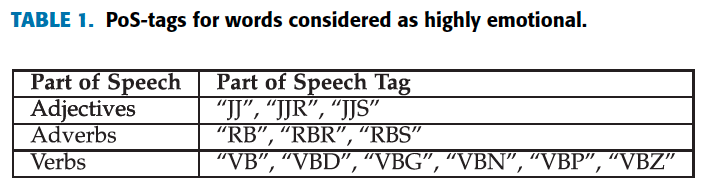 TABLE 1. PoS-tags for words considered as highly emotional.
Part of Speech Part of Speech Tag
Adjectives “JJ”, “JJR”, “JJS”
Adverbs “RB”, “RBR”, “RBS”
Verbs “VB”, “VBD”, “VBG”, “VBN”, “VBP”, “VBZ”